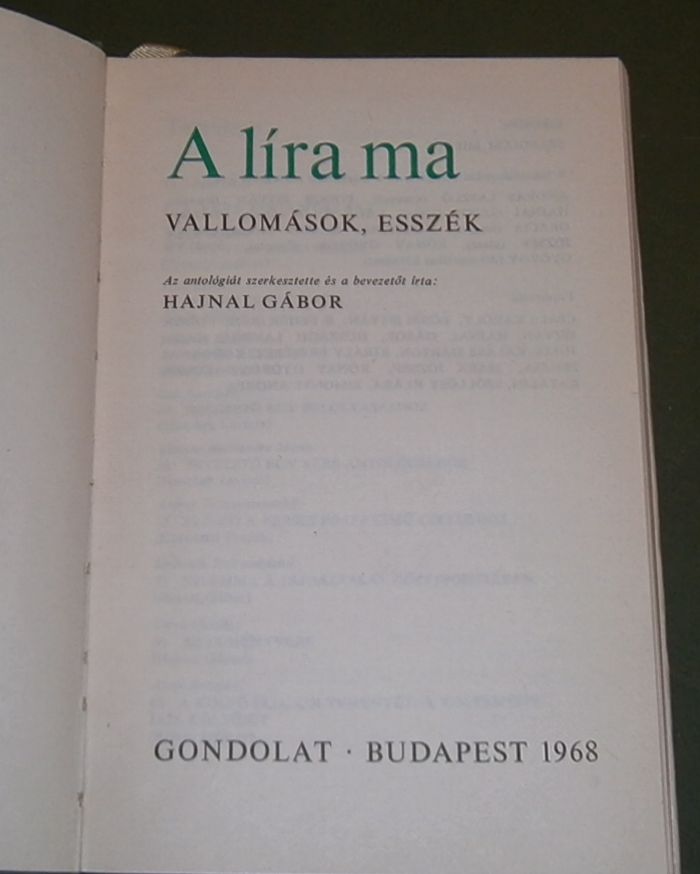 A líra ma
VALLOMÁSOK, ESSZÉK
Az antológiát szerkesztette és a bevezetőt írta:
HAJNAL GÁBOR
GONDOLAT · BUDAPEST 1968